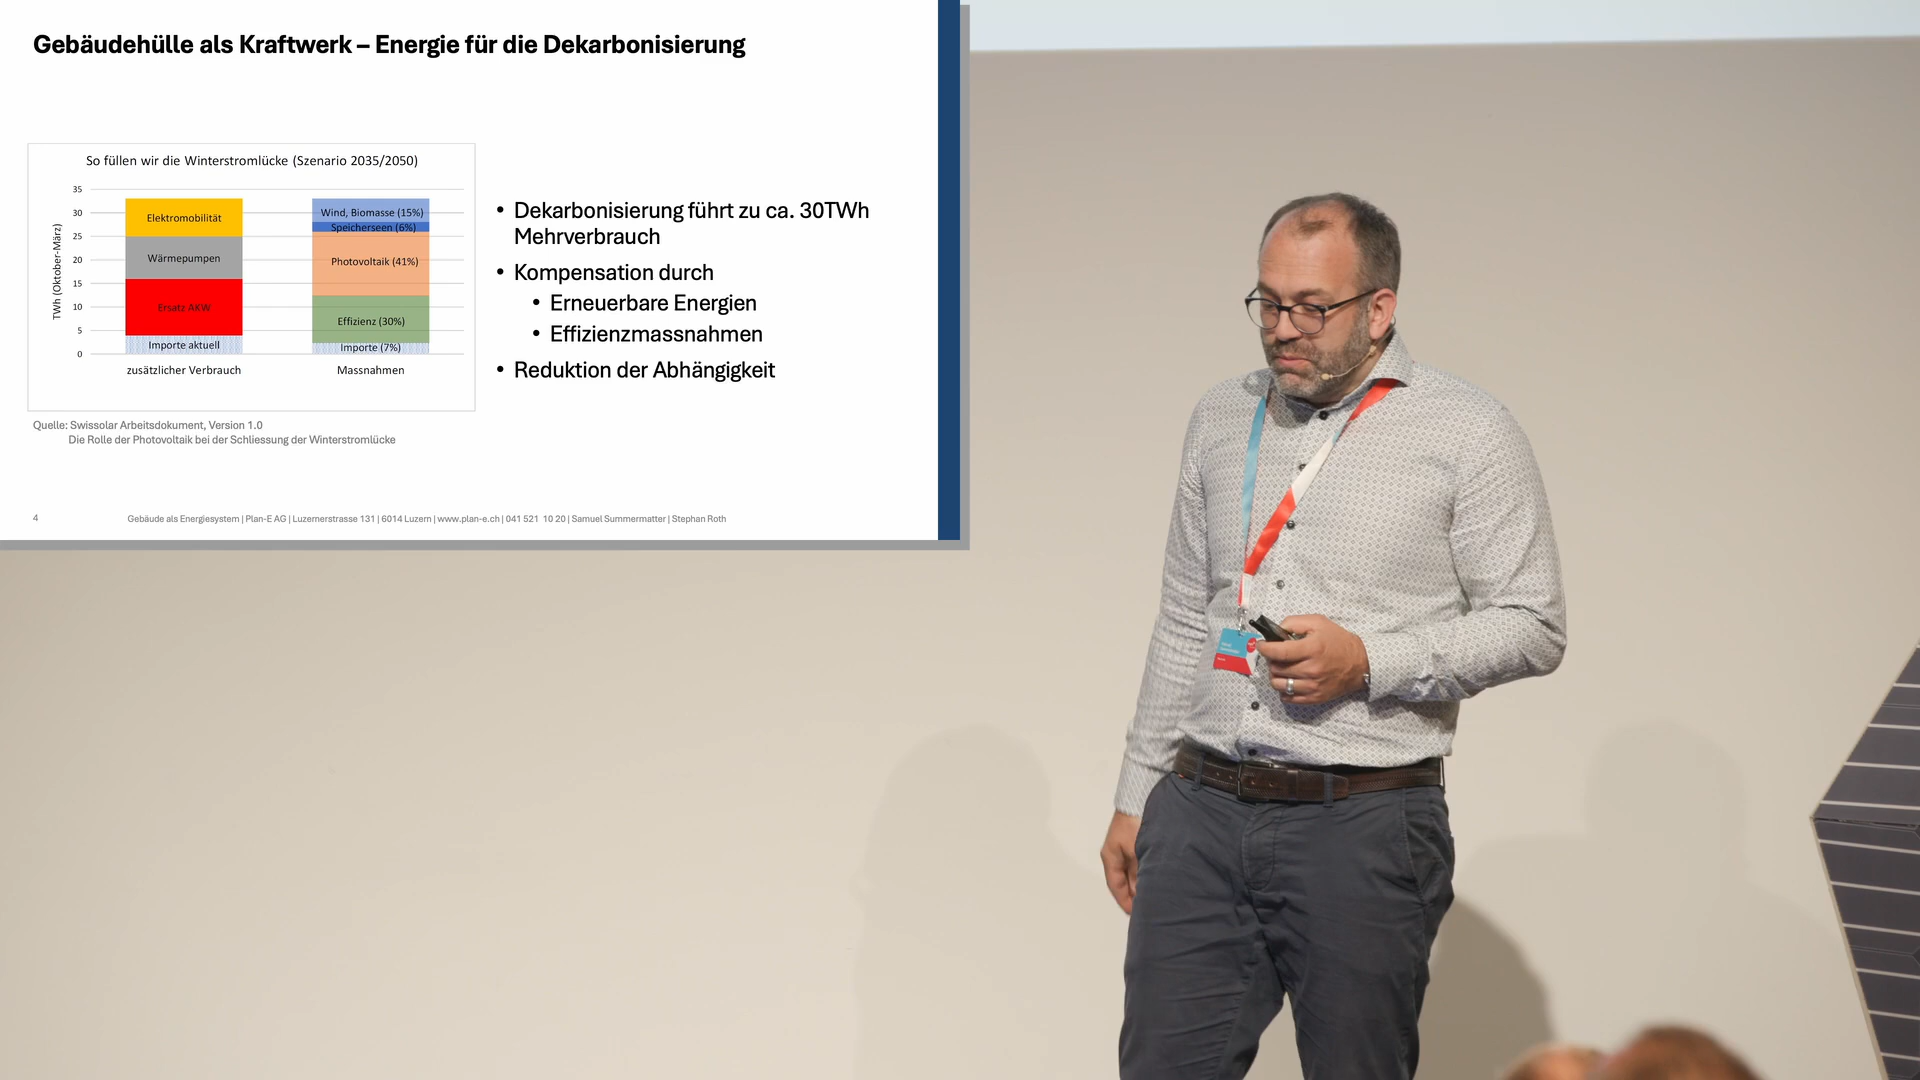 Gebäudehülle als Kraftwerk – Energie für die Dekarbonisierung
So füllen wir die Winterstromlücke (Szenario 2035/2050)
TWh (Oktober-März)
35
30
25
20
15
10
5
0
Elektromobilität
Wärmepumpen
Ersatz AKW
Importe aktuell
zusätzlicher Verbrauch
Wind, Biomasse (15%)
Speicherseen (6%)
Photovoltaik (41%)
Effizienz (30%)
Importe (7%)
Massnahmen
• Dekarbonisierung führt zu ca. 30TWh
Mehrverbrauch
• Kompensation durch
• Erneuerbare Energien
• Effizienzmassnahmen
• Reduktion der Abhängigkeit
Quelle: Swissolar Arbeitsdokument, Version 1.0
Die Rolle der Photovoltaik bei der Schliessung der Winterstromlücke
4
Gebäude als Energiesystem | Plan-E AG | Luzernerstrasse 131 | 6014 Luzern | www.plan-e.ch | 041 521 10 20 | Samuel Summermatter | Stephan Roth